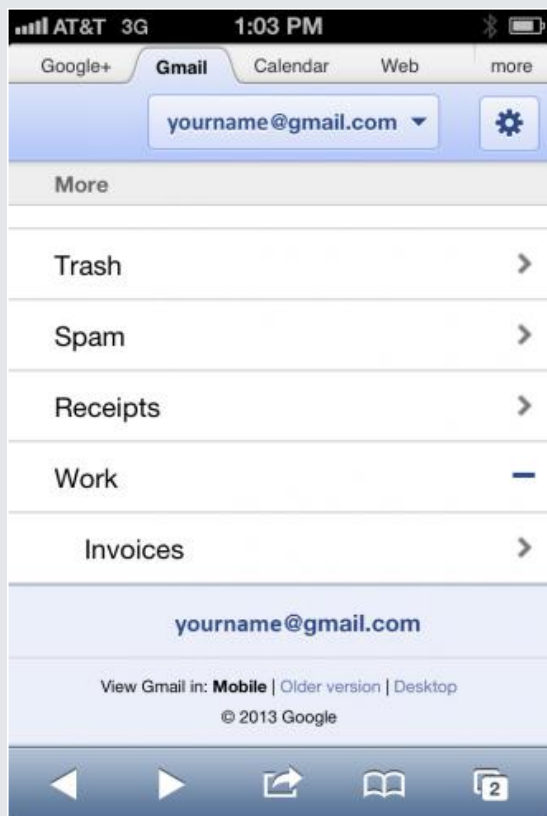 AT&T 3G 1:03 PM
Google+ Gmail Calendar Web more
yourname@gmail.com
More
Trash
Spam
Receipts
Work
Invoices
yourname@gmail.com
View Gmail in: Mobile | Older version | Desktop
© 2013 Google
2